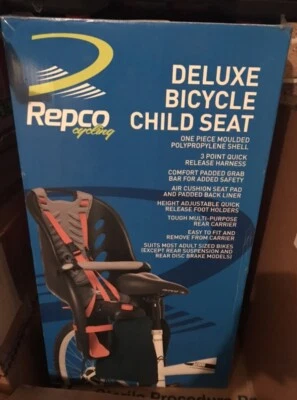 Repco
cycling
DELUXE
BICYCLE
CHILD SEAT
ONE PIECE MOULDED
POLYPROPYLENE SHELL
3 POINT QUICK
RELEASE HARNESS
COMFORT PADDED GRAB
BAR FOR ADDED SAFETY
AIR CUSHION SEAT PAD
AND PADDED BACK LINER
HEIGHT ADJUSTABLE QUICK
RELEASE FOOT HOLDERS
TOUGH MULTI-PURPOSE
REAR CARRIER
EASY TO FIT AND
REMOVE FROM CARRIER
SUITS MOST ADULT SIZED BIKES
(EXCEPT REAR SUSPENSION AND
REAR DISC BRAKE MODELS)